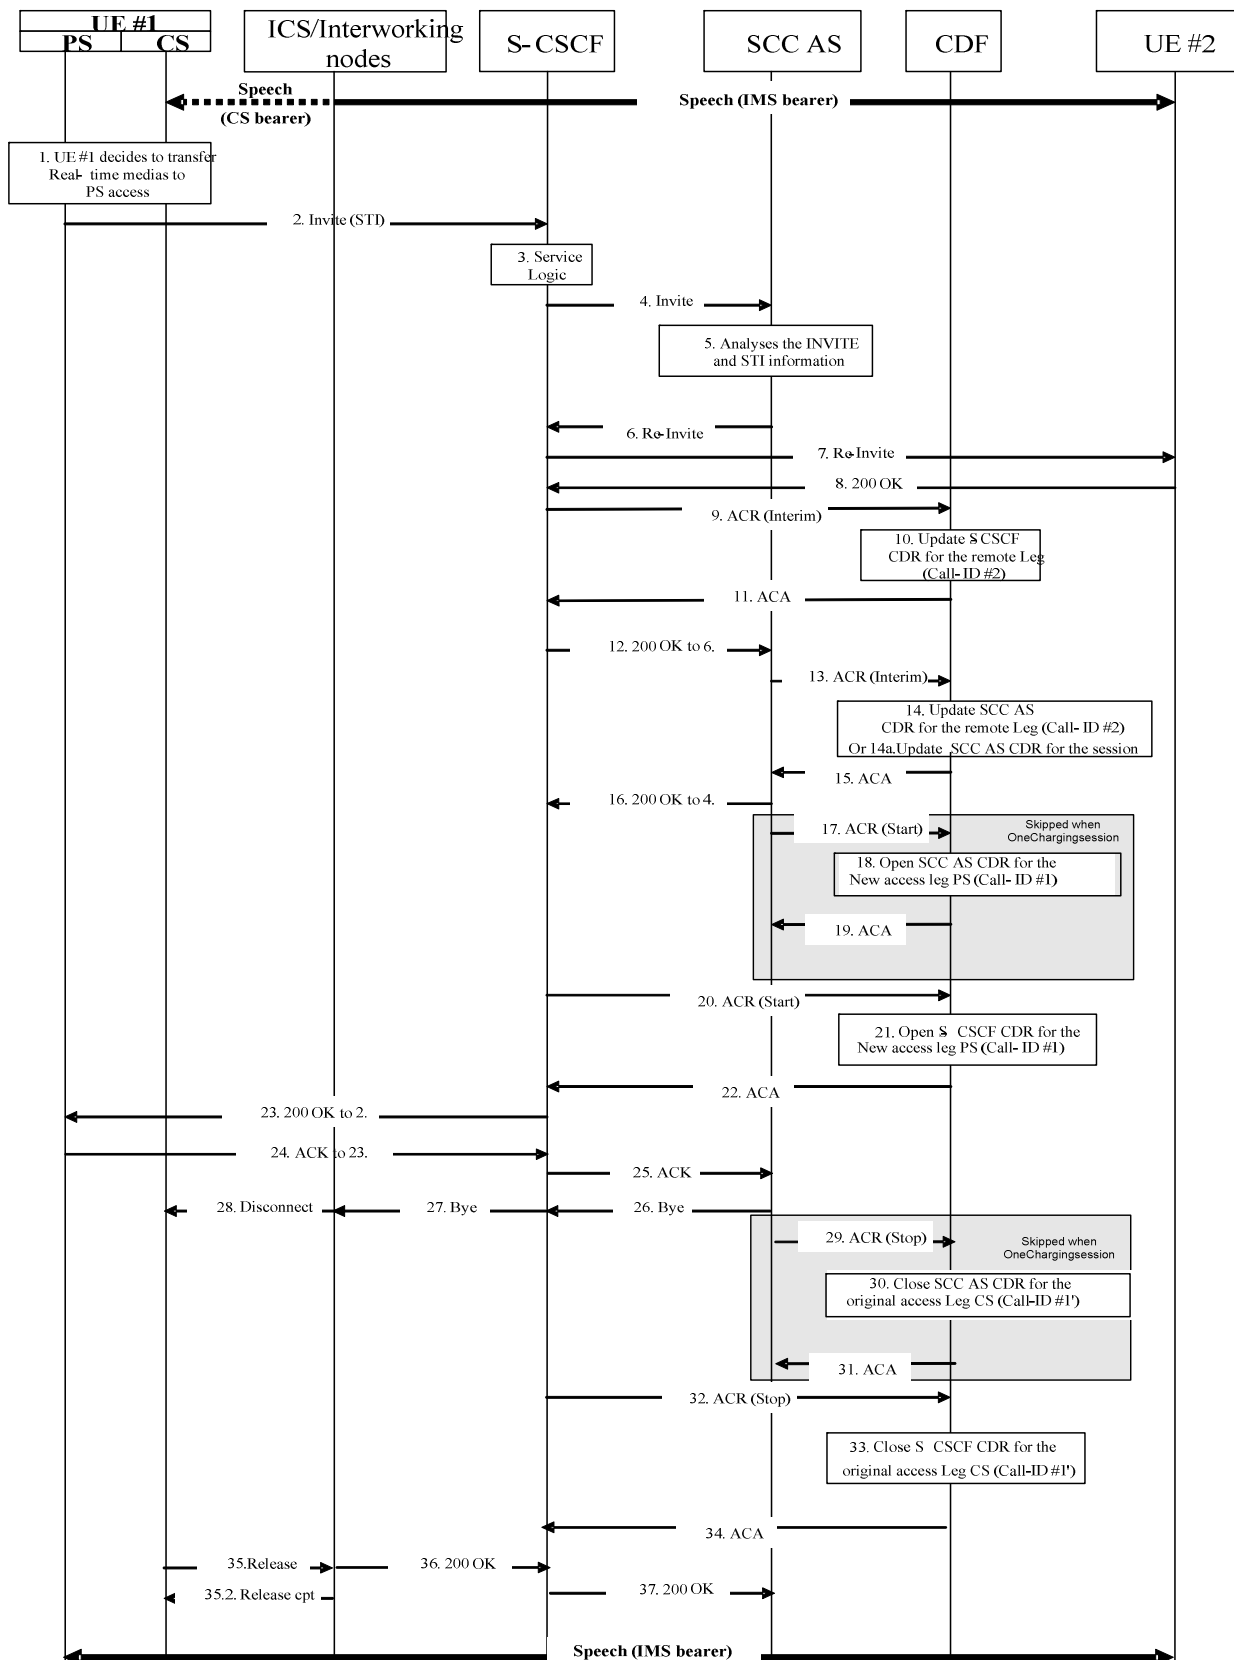 UE #1
PS
CS
ICS/Interworking
nodes
S- CSCF
SCC AS
CDF
UE #2
Speech
(CS bearer)
Speech (IMS bearer)
1. UE #1 decides to transfer
Real- time medias to
PS access
2. Invite (STI)
3. Service
Logic
4. Invite
5. Analyses the INVITE
and STI information
6. Re-Invite
7. Re-Invite
8. 200 OK
9. ACR (Interim)
10. Update S CSCF
CDR for the remote Leg
(Call- ID #2)
11. ACA
12. 200 OK to 6.
13. ACR (Interim)
14. Update SCC AS
CDR for the remote Leg (Call- ID #2)
Or 14a.Update SCC AS CDR for the session
15. ACA
16. 200 OK to 4.
17. ACR (Start)
Skipped when
OneChargingsession
18. Open SCC AS CDR for the
New access leg PS (Call- ID #1)
19. ACA
20. ACR (Start)
21. Open S CSCF CDR for the
New access leg PS (Call- ID #1)
22. ACA
23. 200 OK to 2.
24. ACK to 23.
25. ACK
28. Disconnect
27. Bye
26. Bye
29. ACR (Stop)
Skipped when
OneChargingsession
30. Close SCC AS CDR for the
original access Leg CS (Call-ID #1')
31. ACA
32. ACR (Stop)
33. Close S CSCF CDR for the
original access Leg CS (Call-ID #1')
34. ACA
35.Release
36. 200 OK
35.2. Release cpt
37. 200 OK
Speech (IMS bearer)